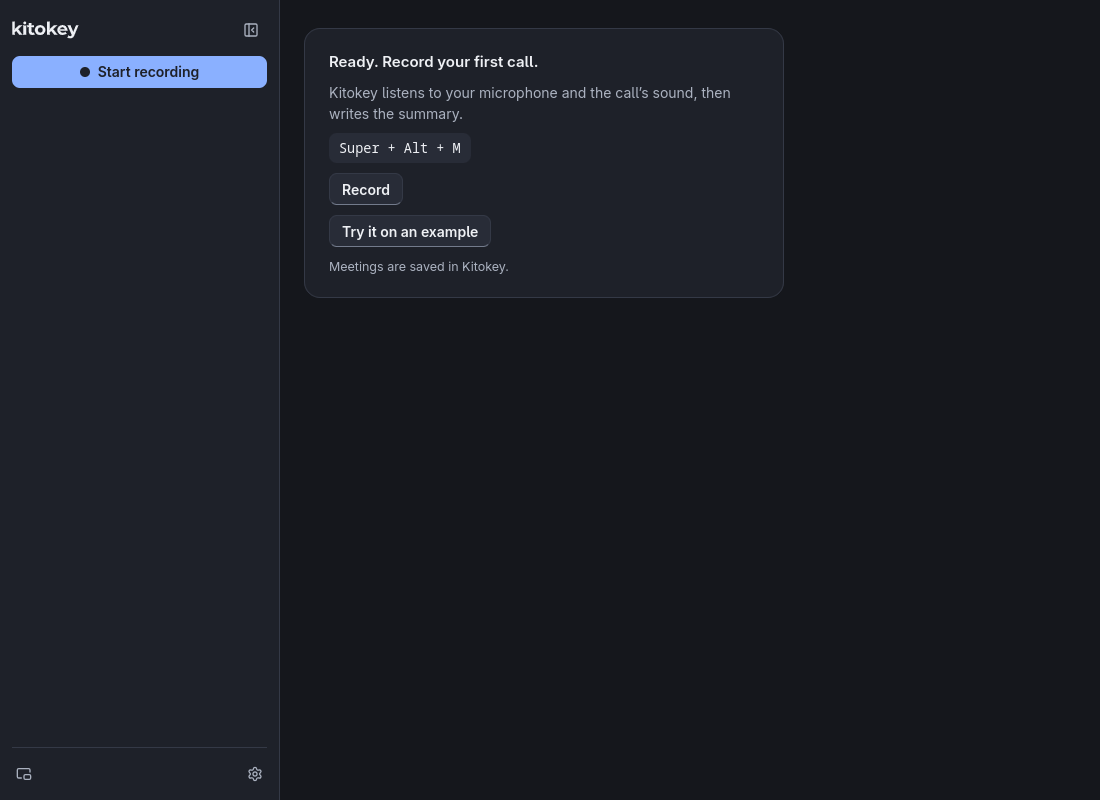 kitokey
Start recording
Ready. Record your first call.
Kitokey listens to your microphone and the call's sound, then
writes the summary.
Super + Alt + M
Record
Try it on an example
Meetings are saved in Kitokey.